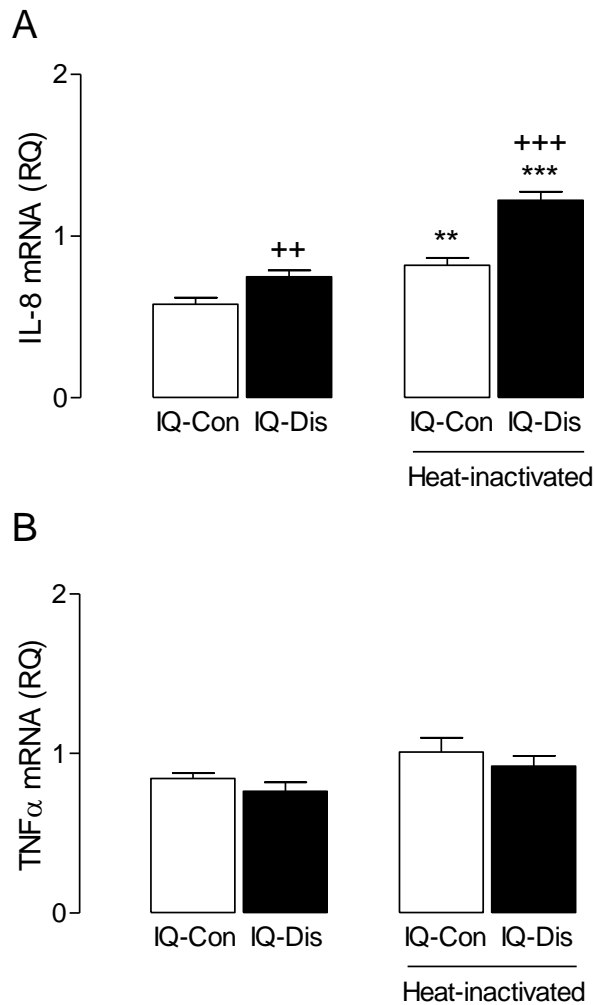 A
2
IL-8 mRNA (RQ)
+++
***
**
1
++
0
IQ-Con IQ-Dis IQ-Con IQ-Dis
Heat-inactivated
B
2
TNFα mRNA (RQ)
1
0
IQ-Con IQ-Dis IQ-Con IQ-Dis
Heat-inactivated